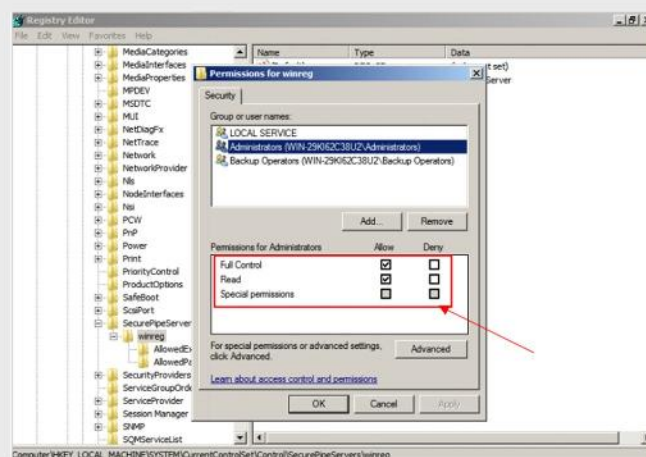 Registry Editor
File Edit View Favorites Help
MediaCategories
MediaInterfaces
MediaProperties
MPDEV
MSDTC
MUI
NetDiagFx
NetTrace
Network
NetworkProvider
Nls
NodeInterfaces
Nsi
PCW
PnP
Power
Print
PriorityControl
ProductOptions
SafeBoot
ScsiPort
SecurePipeServer
winreg
AllowedEx
AllowedPa
SecurityProviders
ServiceGroupOrde
ServiceProvider
Session Manager
SNMP
SQMServiceList
Name Type Data
t set)
Server
Permissions for winreg
Security
Group or user names:
LOCAL SERVICE
Administrators (WIN-29KI62C38U2\Administrators)
Backup Operators (WIN-29KI62C38U2\Backup Operators)
Add... Remove
Permissions for Administrators Allow Deny
Full Control
Read
Special permissions
For special permissions or advanced settings, click Advanced.
Advanced
Learn about access control and permissions
OK Cancel Apply
Computer\HKEY_LOCAL_MACHINE\SYSTEM\CurrentControlSet\Control\SecurePipeServers\winreg